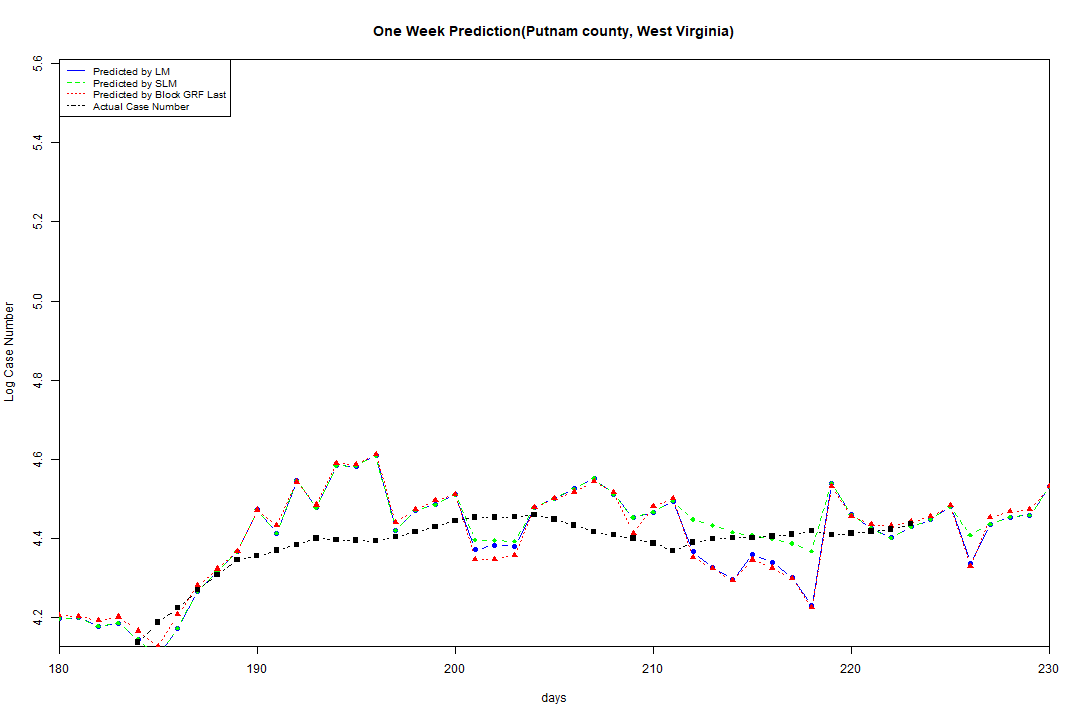 One Week Prediction(Putnam county, West Virginia)
Predicted by LM
Predicted by SLM
Predicted by Block GRF Last
Actual Case Number
Log Case Number
5.6
5.4
5.2
5.0
4.8
4.6
4.4
4.2
180 190 200 210 220 230
days